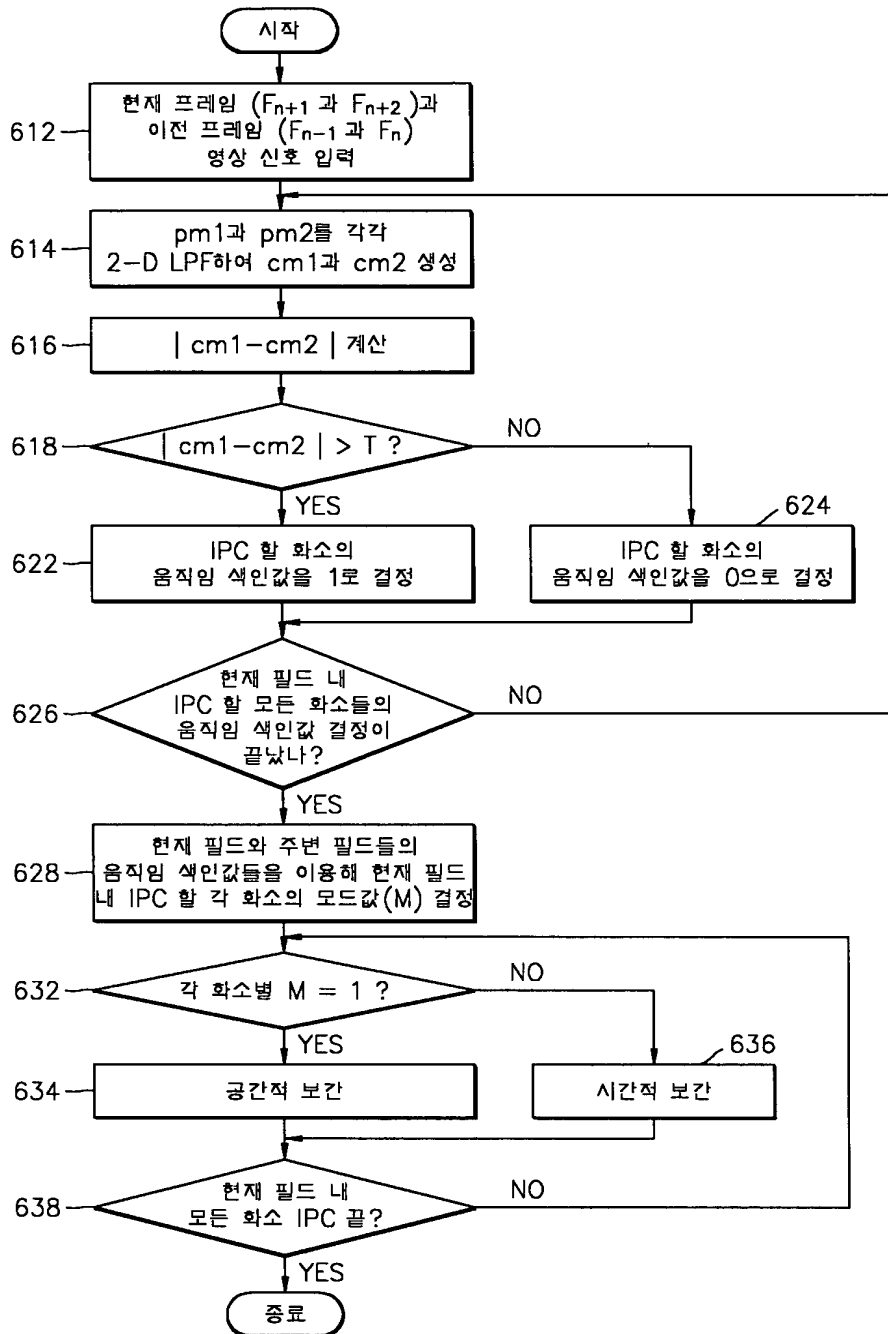 시작
612
현재 프레임 (Fn+1 과 Fn+2)과
이전 프레임 (Fn-1 과 Fn)
영상 신호 입력
614
pm1과 pm2를 각각
2-D LPF하여 cm1과 cm2 생성
616
| cm1-cm2 | 계산
618
| cm1-cm2 | > T ?
NO
YES
622
IPC 할 화소의
움직임 색인값을 1로 결정
624
IPC 할 화소의
움직임 색인값을 0으로 결정
626
현재 필드 내
IPC 할 모든 화소들의
움직임 색인값 결정이
끝났나?
NO
YES
628
현재 필드와 주변 필드들의
움직임 색인값들을 이용해 현재 필드
내 IPC 할 각 화소의 모드값(M) 결정
632
각 화소별 M = 1 ?
NO
YES
634
공간적 보간
636
시간적 보간
638
현재 필드 내
모든 화소 IPC 끝?
NO
YES
종료